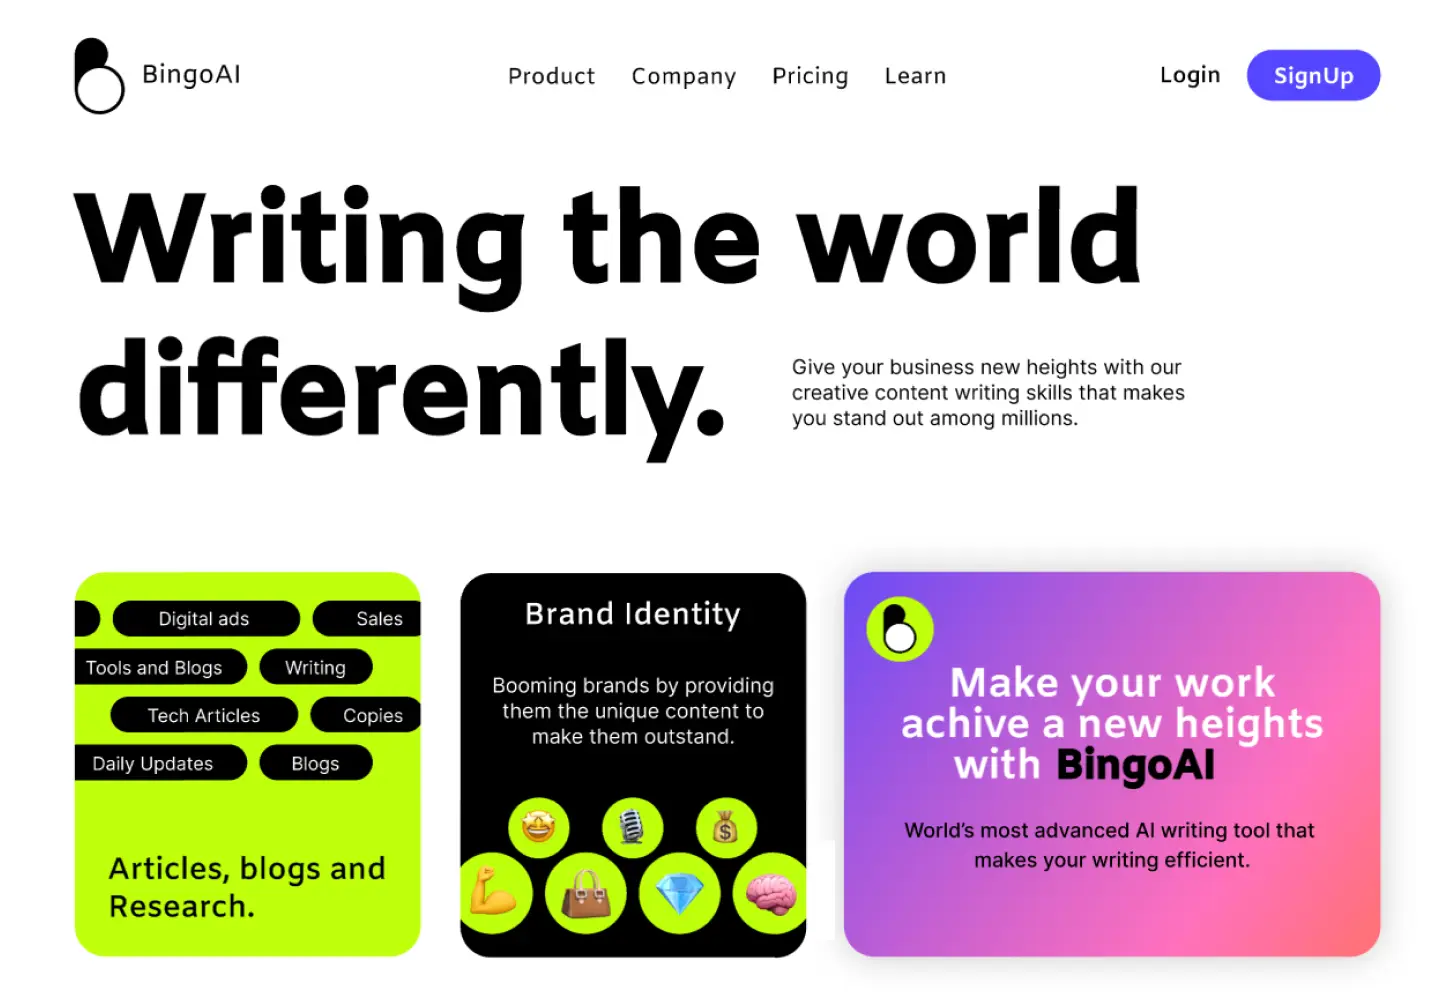 BingoAI
Product Company Pricing Learn
Login SignUp
Writing the world
differently.
Give your business new heights with our
creative content writing skills that makes
you stand out among millions.
Digital ads Sales
Tools and Blogs Writing
Tech Articles Copies
Daily Updates Blogs
Articles, blogs and
Research.
Brand Identity
Booming brands by providing
them the unique content to
make them outstand.
Make your work
achive a new heights
with BingoAI
World's most advanced AI writing tool that
makes your writing efficient.